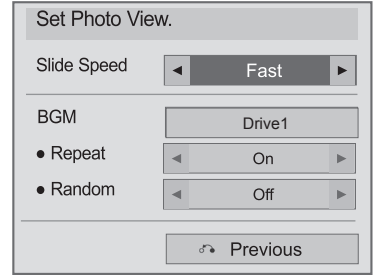 Set Photo View.
Slide Speed ◄ Fast ►
BGM Drive1
• Repeat ◄ On ►
• Random ◄ Off ►
Previous